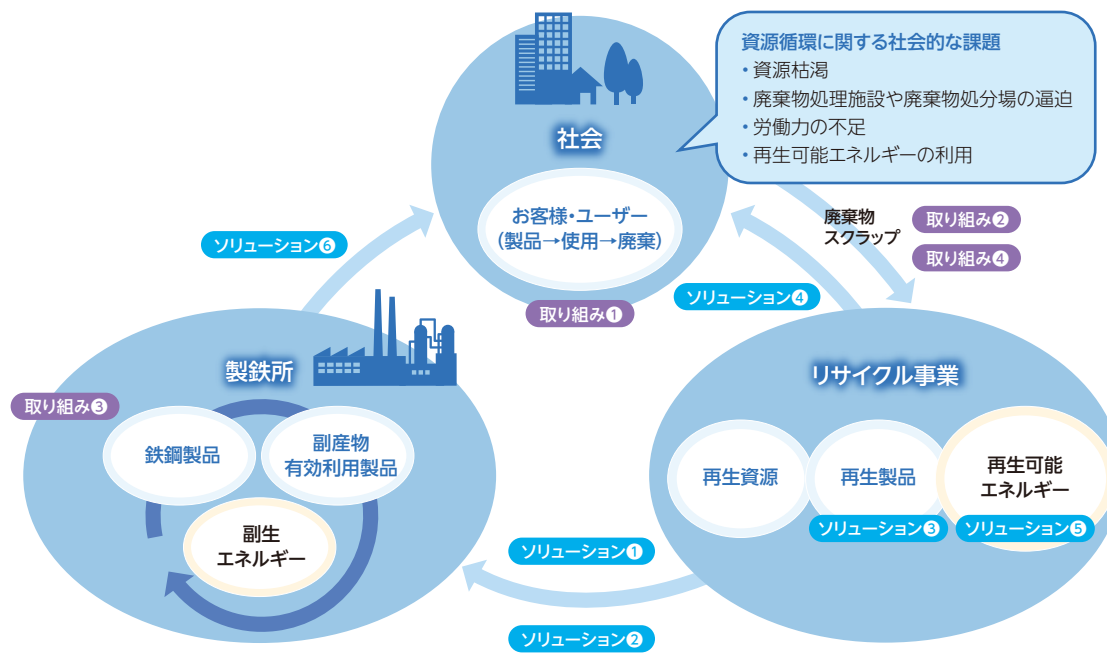 資源循環に関する社会的な課題
・資源枯渇
・廃棄物処理施設や廃棄物処分場の逼迫
・労働力の不足
・再生可能エネルギーの利用
社会
お客様・ユーザー
(製品→使用→廃棄)
取り組み❶
廃棄物
スクラップ
取り組み❷
取り組み❹
ソリューション❻
ソリューション❹
製鉄所
取り組み❸
鉄鋼製品
副産物
有効利用製品
副生
エネルギー
リサイクル事業
再生資源
再生製品
ソリューション❸
再生可能
エネルギー
ソリューション❺
ソリューション❶
ソリューション❷